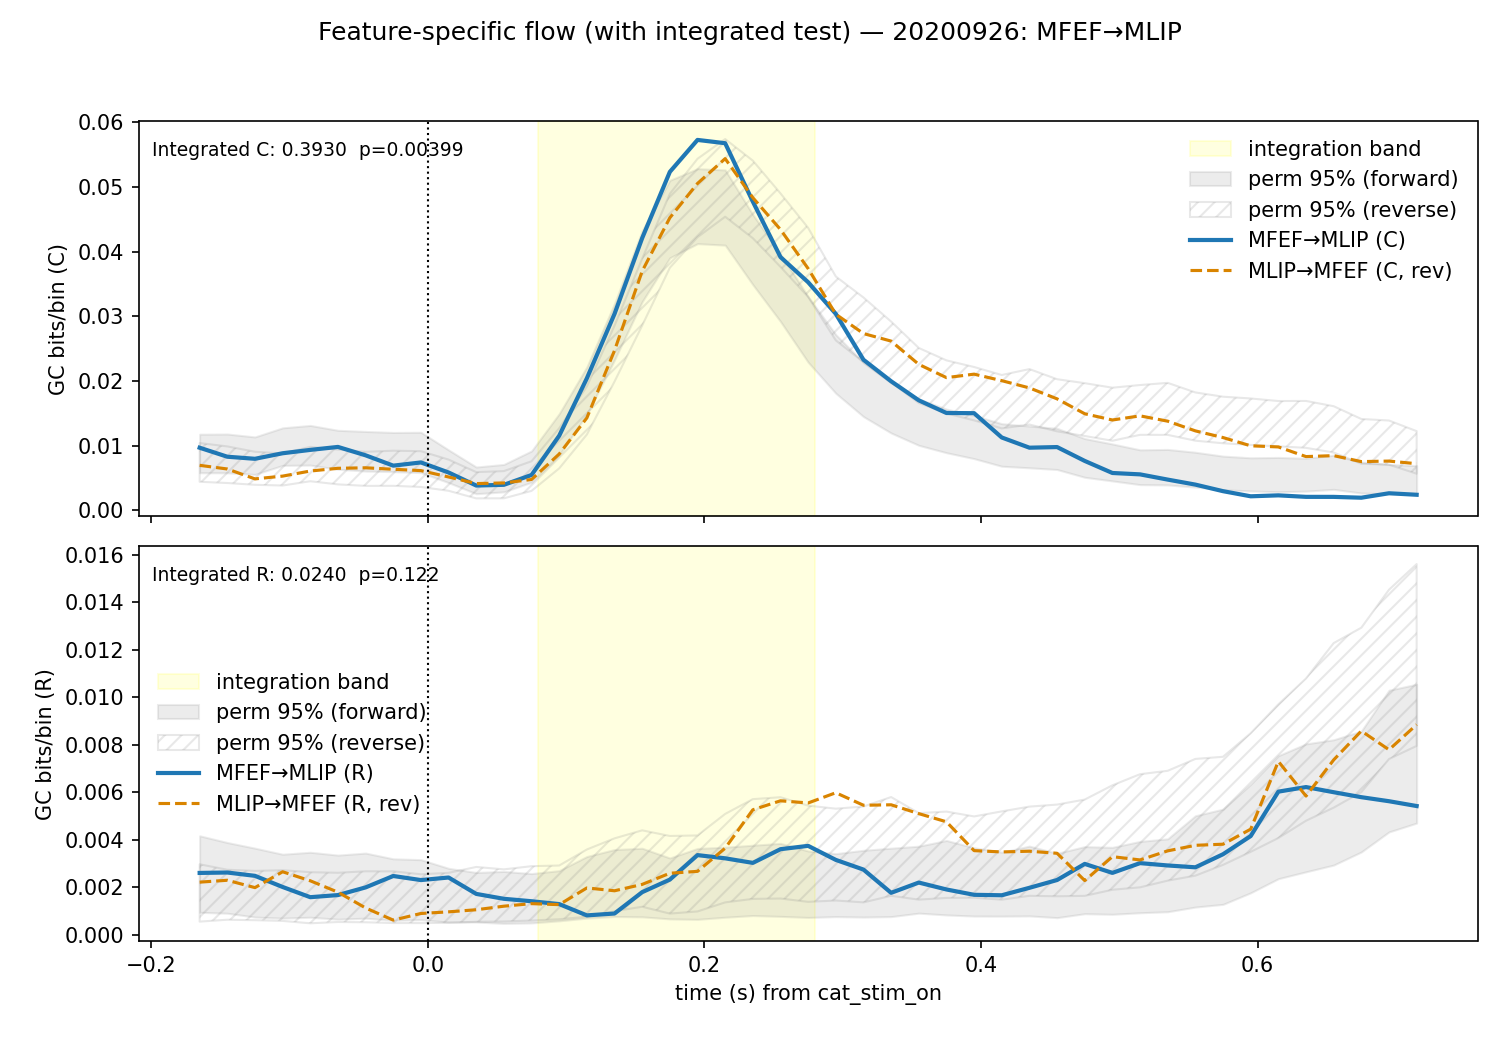 Feature-specific flow (with integrated test) — 20200926: MFEF→MLIP
Integrated C: 0.3930  p=0.00399
integration band
perm 95% (forward)
perm 95% (reverse)
MFEF→MLIP (C)
MLIP→MFEF (C, rev)
GC bits/bin (C)
0.06
0.05
0.04
0.03
0.02
0.01
0.00
Integrated R: 0.0240  p=0.122
integration band
perm 95% (forward)
perm 95% (reverse)
MFEF→MLIP (R)
MLIP→MFEF (R, rev)
GC bits/bin (R)
0.016
0.014
0.012
0.010
0.008
0.006
0.004
0.002
0.000
−0.2 0.0 0.2 0.4 0.6
time (s) from cat_stim_on